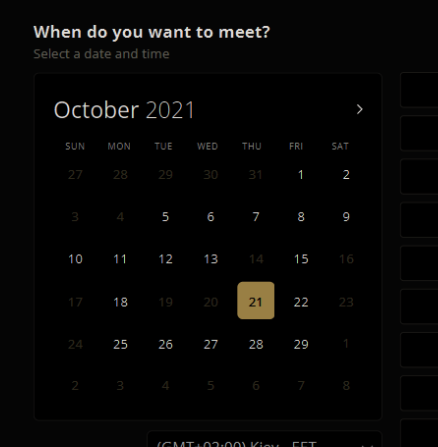 When do you want to meet?
Select a date and time
October 2021 >
SUN MON TUE WED THU FRI SAT
27 28 29 30 31 1 2
3 4 5 6 7 8 9
10 11 12 13 14 15 16
17 18 19 20 21 22 23
24 25 26 27 28 29 1
2 3 4 5 6 7 8
(GMT+02:00) Kiev - EET